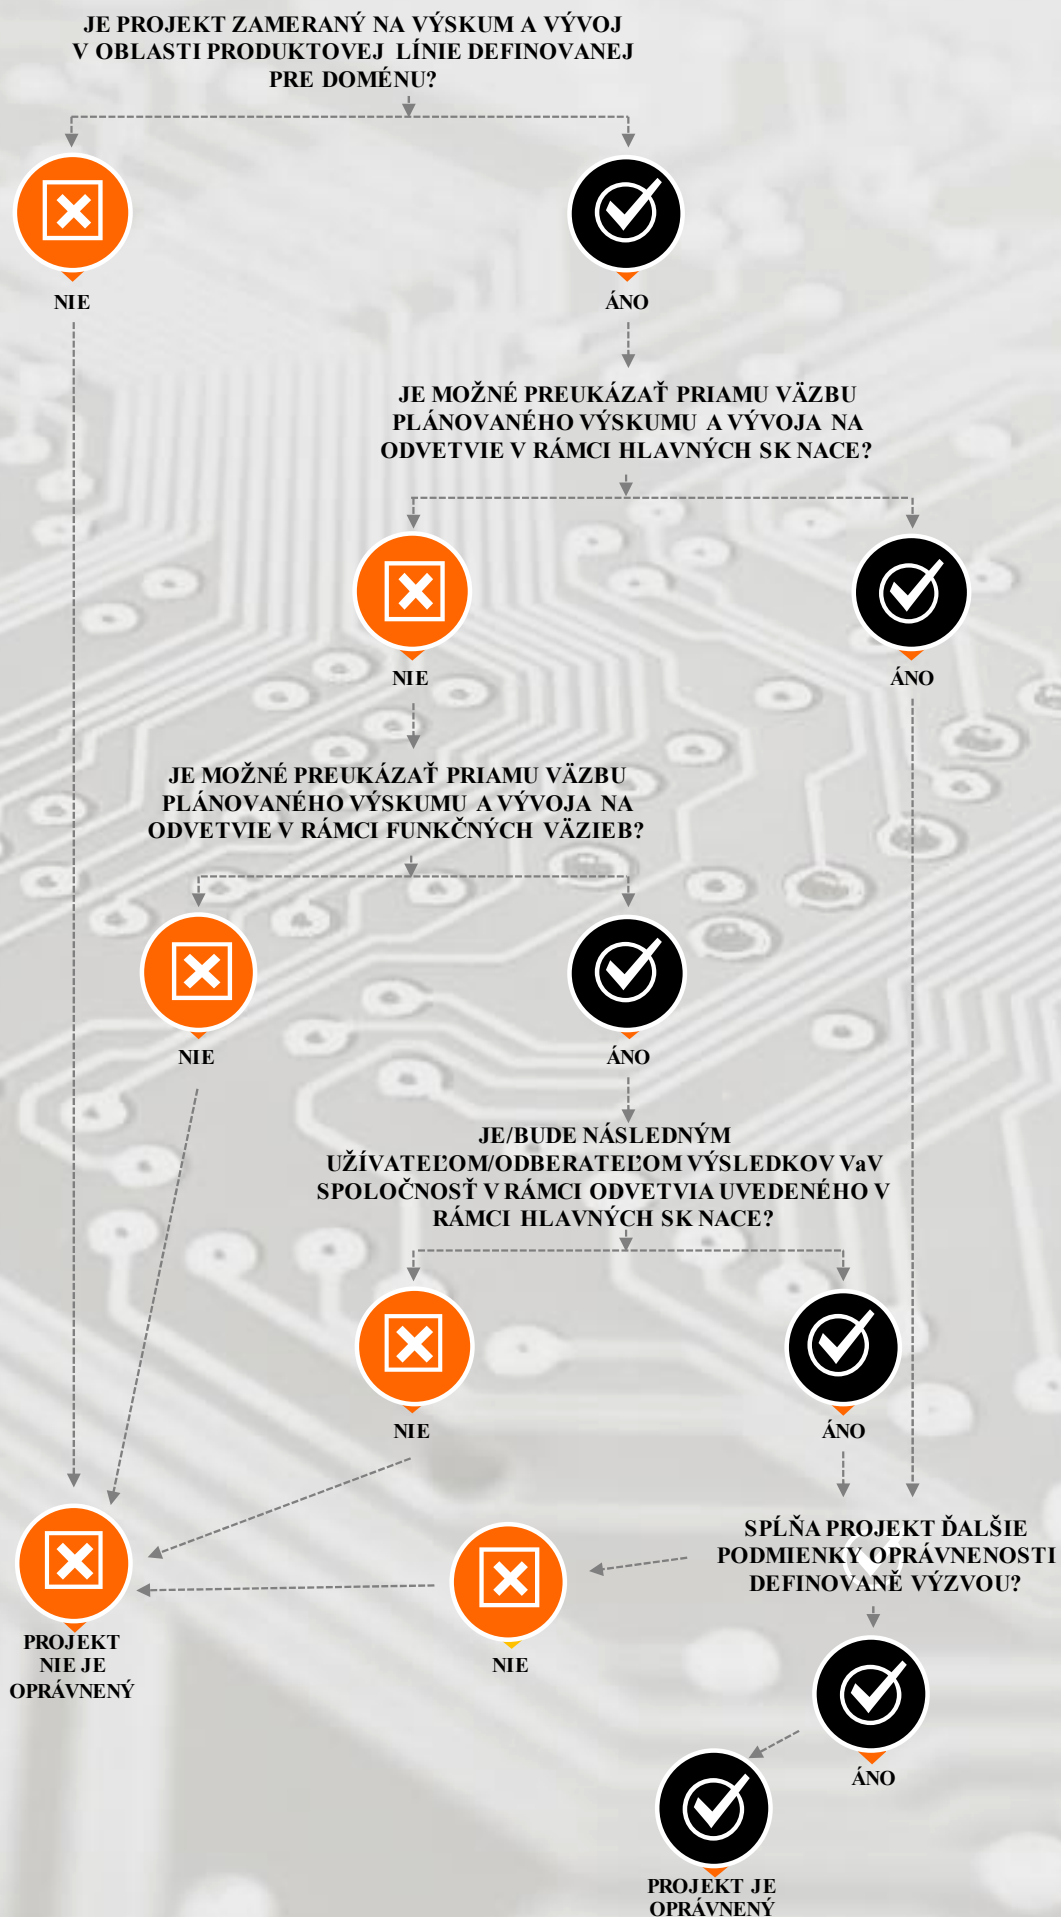 JE PROJEKT ZAMERANÝ NA VÝSKUM A VÝVOJ
V OBLASTI PRODUKTOVEJ LÍNIE DEFINOVANEJ
PRE DOMÉNU?
NIE
ÁNO
JE MOŽNÉ PREUKÁZAŤ PRIAMU VÄZBU
PLÁNOVANÉHO VÝSKUMU A VÝVOJA NA
ODVETVIE V RÁMCI HLAVNÝCH SK NACE?
NIE
ÁNO
JE MOŽNÉ PREUKÁZAŤ PRIAMU VÄZBU
PLÁNOVANÉHO VÝSKUMU A VÝVOJA NA
ODVETVIE V RÁMCI FUNKČNÝCH VÄZIEB?
NIE
ÁNO
JE/BUDE NÁSLEDNÝM
UŽÍVATEĽOM/ODBERATEĽOM VÝSLEDKOV VaV
SPOLOČNOSŤ V RÁMCI ODVETVIA UVEDENÉHO V
RÁMCI HLAVNÝCH SK NACE?
NIE
ÁNO
SPĹŇA PROJEKT ĎALŠIE
PODMIENKY OPRÁVNENOSTI
DEFINOVANĚ VÝZVOU?
PROJEKT
NIE JE
OPRÁVNENÝ
NIE
ÁNO
PROJEKT JE
OPRÁVNENÝ